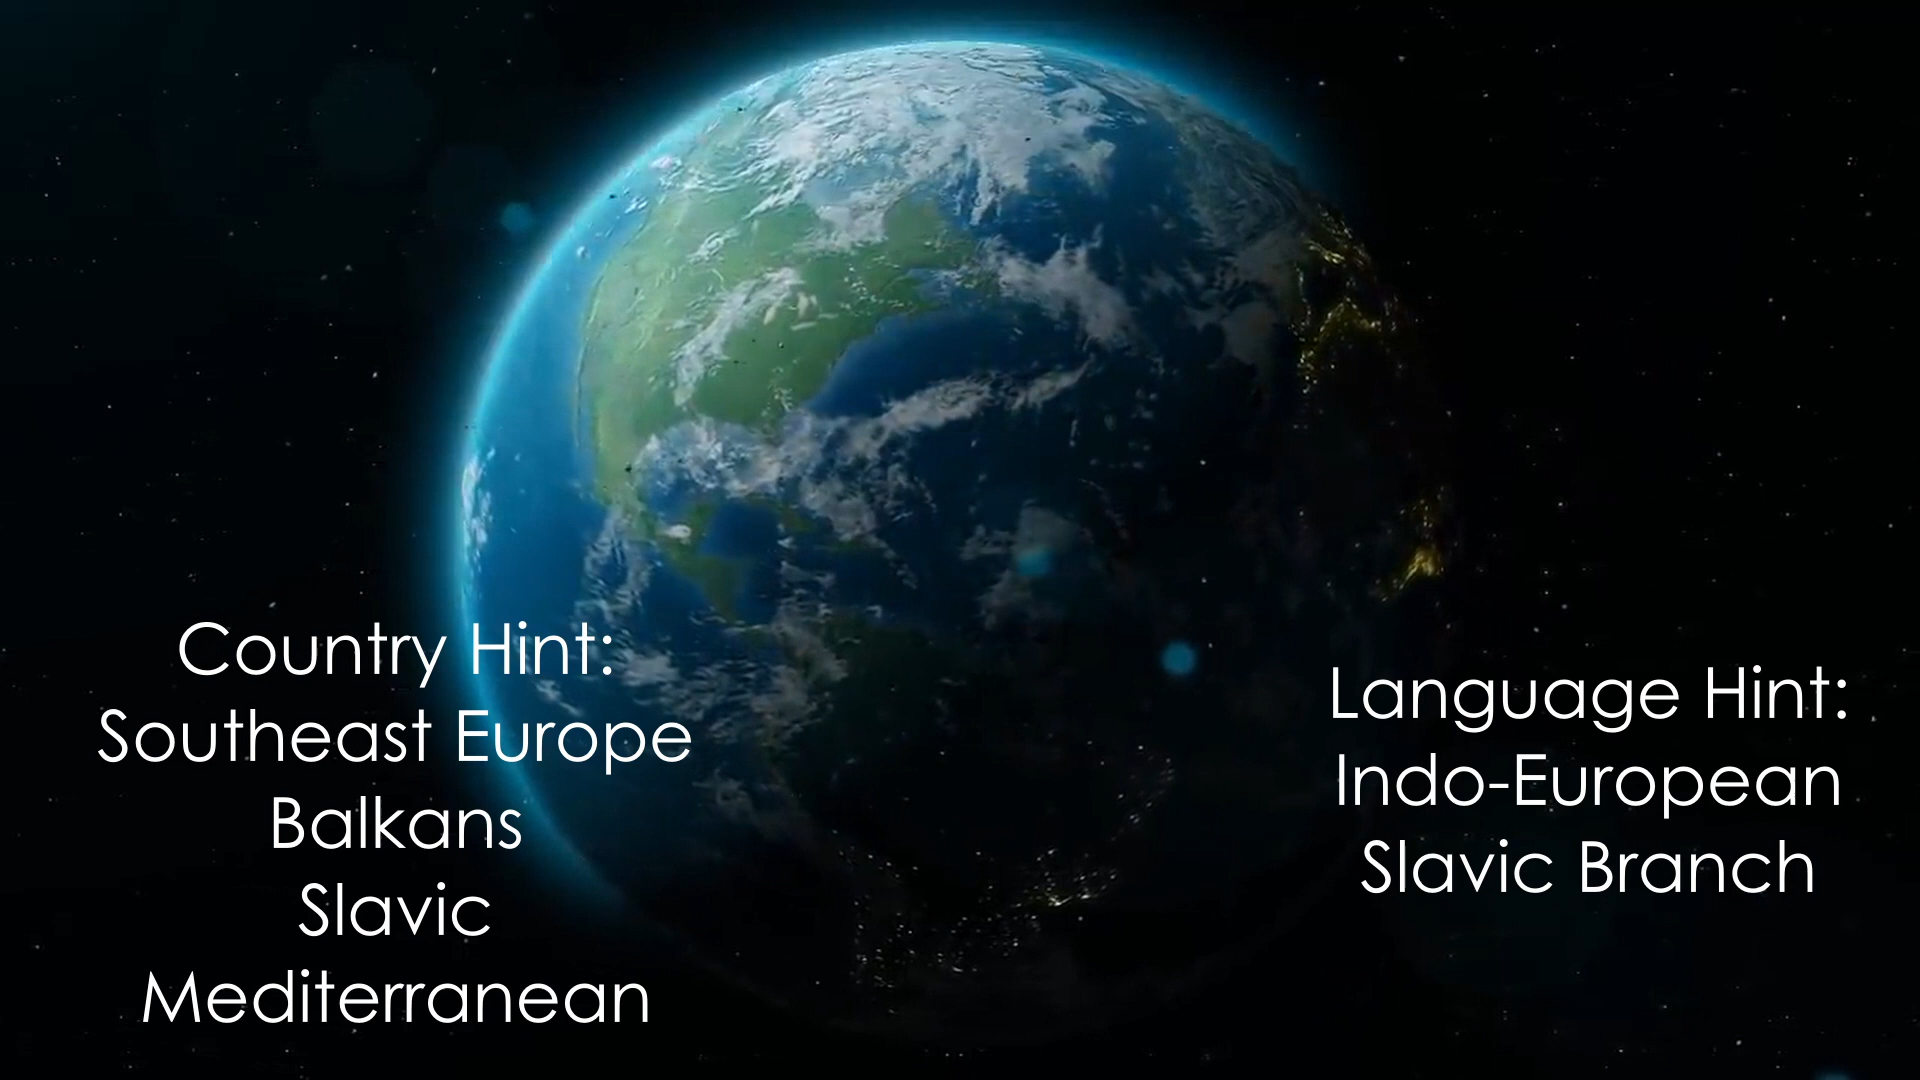 Country Hint:
Southeast Europe
Balkans
Slavic
Mediterranean
Language Hint:
Indo-European
Slavic Branch